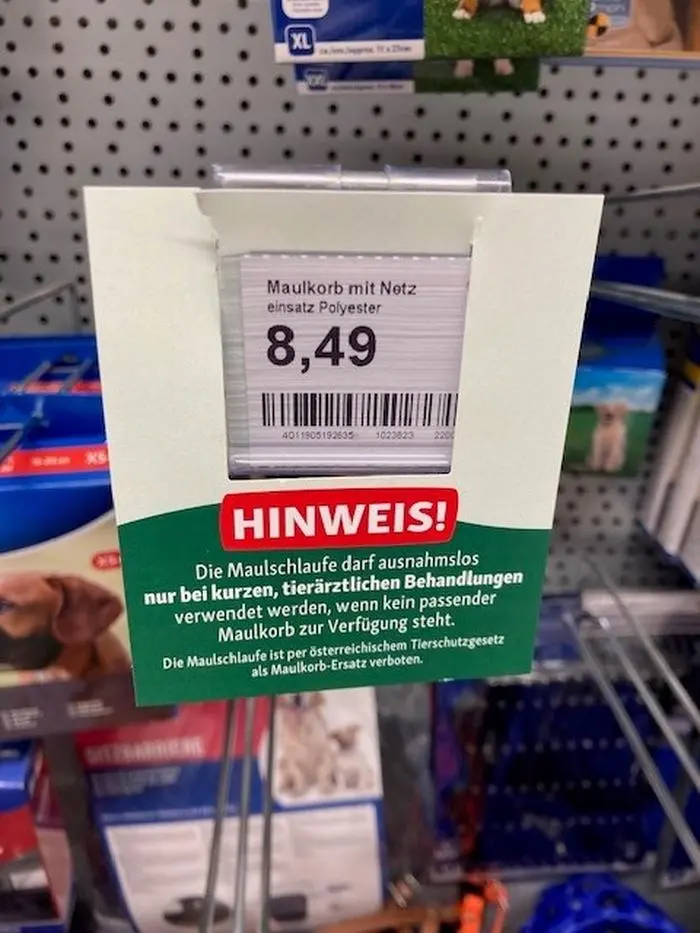 XL
Maulkorb mit Netz
einsatz Polyester
8,49
4011905192635 1023823 2200
HINWEIS!
Die Maulschlaufe darf ausnahmslos
nur bei kurzen, tierärztlichen Behandlungen
verwendet werden, wenn kein passender
Maulkorb zur Verfügung steht.
Die Maulschlaufe ist per österreichischem Tierschutzgesetz
als Maulkorb-Ersatz verboten.
XS